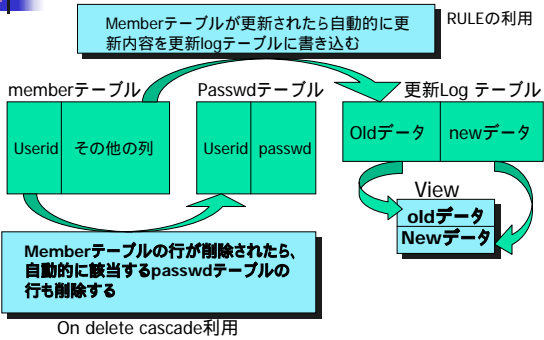 Memberテーブルが更新されたら自動的に更
新内容を更新logテーブルに書き込む
RULEの利用
memberテーブル
Passwdテーブル
更新Log テーブル
Userid
その他の列
Userid
passwd
Oldデータ
newデータ
View
oldデータ
Newデータ
Memberテーブルの行が削除されたら、
自動的に該当するpasswdテーブルの
行も削除する
On delete cascade利用